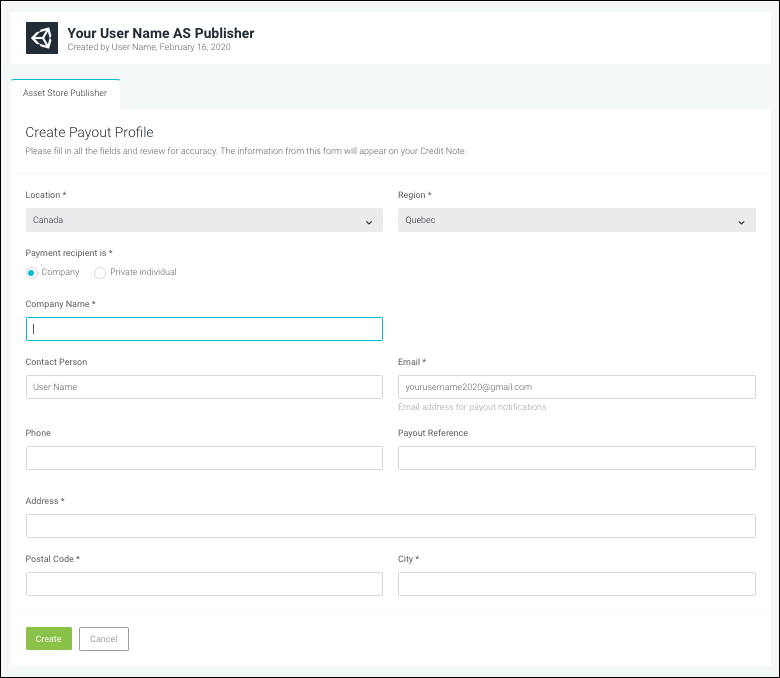 Your User Name AS Publisher
Created by User Name, February 16, 2020
Asset Store Publisher
Create Payout Profile
Please fill in all the fields and review for accuracy. The information from this form will appear on your Credit Note.
Location *
Region *
Canada
Quebec
Payment recipient is *
Company
Private individual
Company Name *
Contact Person
Email *
User Name
yourusername2020@gmail.com
Email address for payout notifications
Phone
Payout Reference
Address *
Postal Code *
City *
Create
Cancel